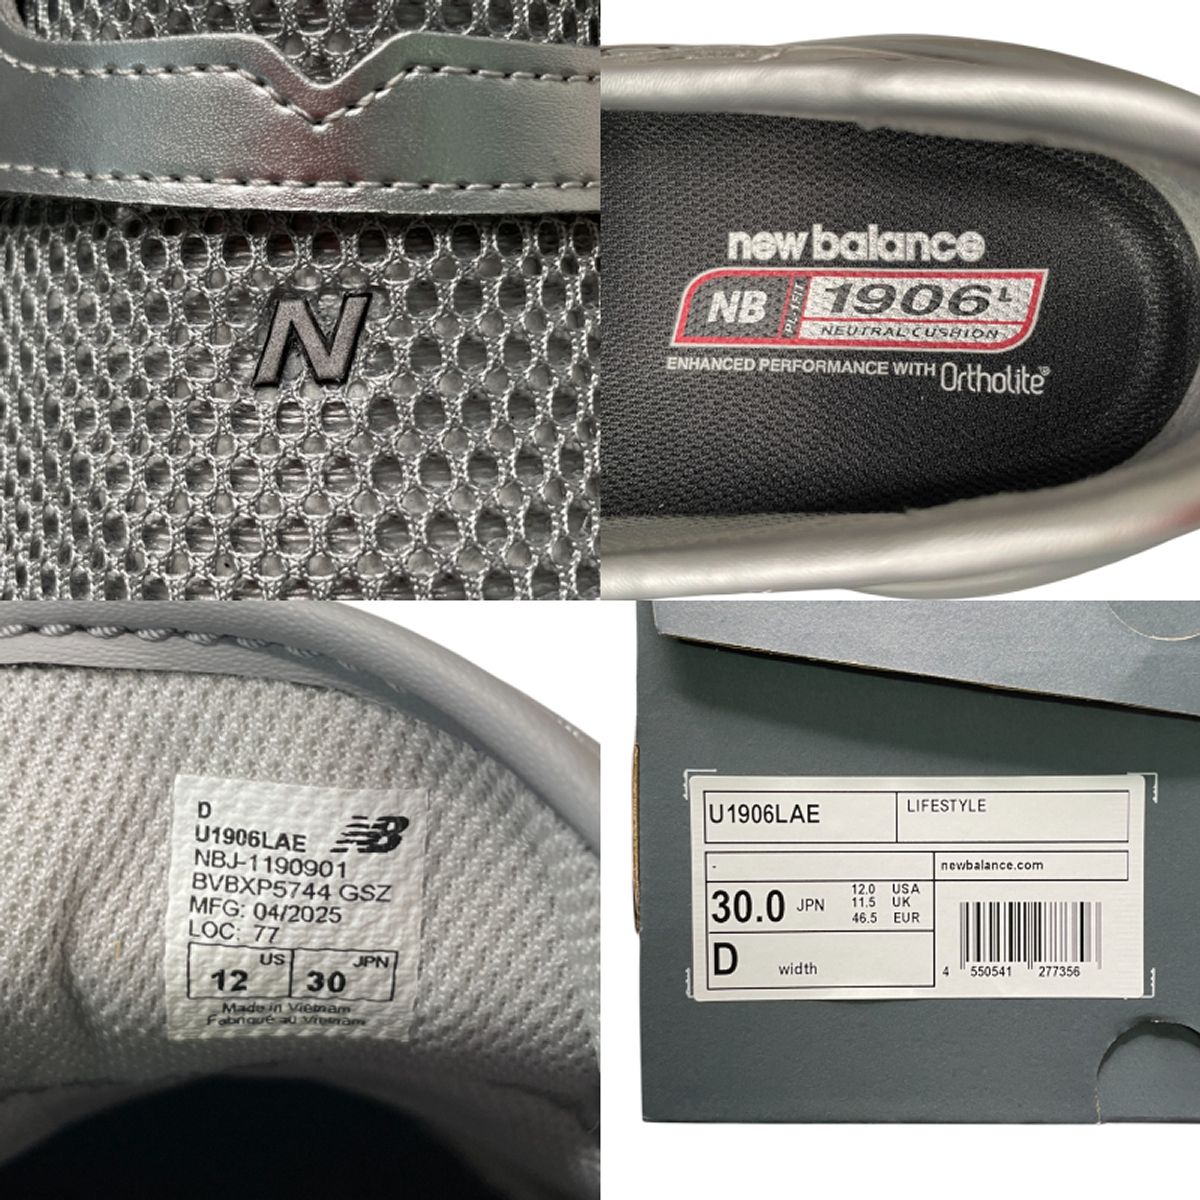 N
new balance
NB
1906L
NEUTRAL CUSHION
ENHANCED PERFORMANCE WITH Ortholite®
D
U1906LAE
NB
NBJ-1190901
BVBXP5744 GSZ
MFG: 04/2025
LOC: 77
12 US 30 JPN
Made in Vietnam
Fabriqué au Vietnam
U1906LAE
LIFESTYLE
-
newbalance.com
30.0 JPN
12.0 USA
11.5 UK
46.5 EUR
D width
4 550541 277356